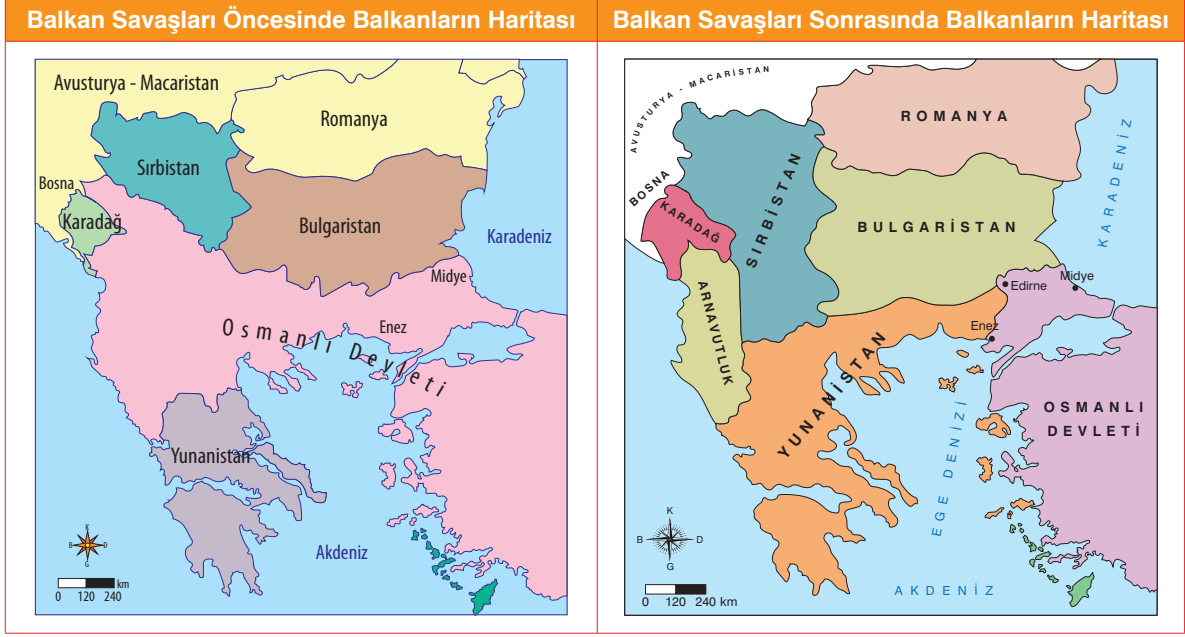 Balkan Savaşları Öncesinde Balkanların Haritası
Avusturya - Macaristan
Romanya
Sırbistan
Bosna
Karadağ
Bulgaristan
Karadeniz
Midye
Enez
Osmanlı Devleti
Yunanistan
Akdeniz
K
B
D
G
km
0 120 240
Balkan Savaşları Sonrasında Balkanların Haritası
AVUSTURYA - MACARİSTAN
ROMANYA
KARADENİZ
BOSNA
SIRBİSTAN
KARADAĞ
BULGARİSTAN
Midye
Edirne
ARNAVUTLUK
Enez
YUNANİSTAN
EGE DENİZİ
OSMANLI
DEVLETİ
K
B
D
G
0 120 240 km
AKDENİZ